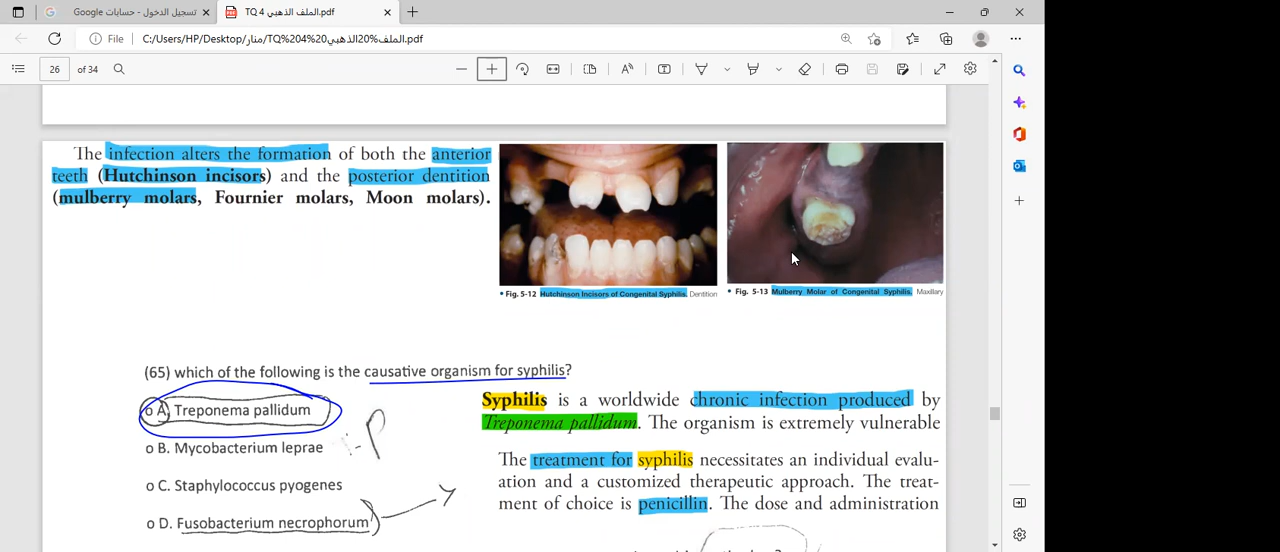 تسجيل الدخول - حسابات Google
TQ 4 الملف الذهبي.pdf
File
C:/Users/HP/Desktop/منار/TQ%204%20الملف%20الذهبي.pdf
26 of 34
The infection alters the formation of both the anterior
teeth (Hutchinson incisors) and the posterior dentition
(mulberry molars, Fournier molars, Moon molars).
• Fig. 5-12 Hutchinson Incisors of Congenital Syphilis. Dentition
• Fig. 5-13 Mulberry Molar of Congenital Syphilis. Maxillary
(65) which of the following is the causative organism for syphilis?
o A) Treponema pallidum
o B. Mycobacterium leprae
o C. Staphylococcus pyogenes
o D. Fusobacterium necrophorum
Syphilis is a worldwide chronic infection produced by
Treponema pallidum. The organism is extremely vulnerable
The treatment for syphilis necessitates an individual evalu-
ation and a customized therapeutic approach. The treat-
ment of choice is penicillin. The dose and administration